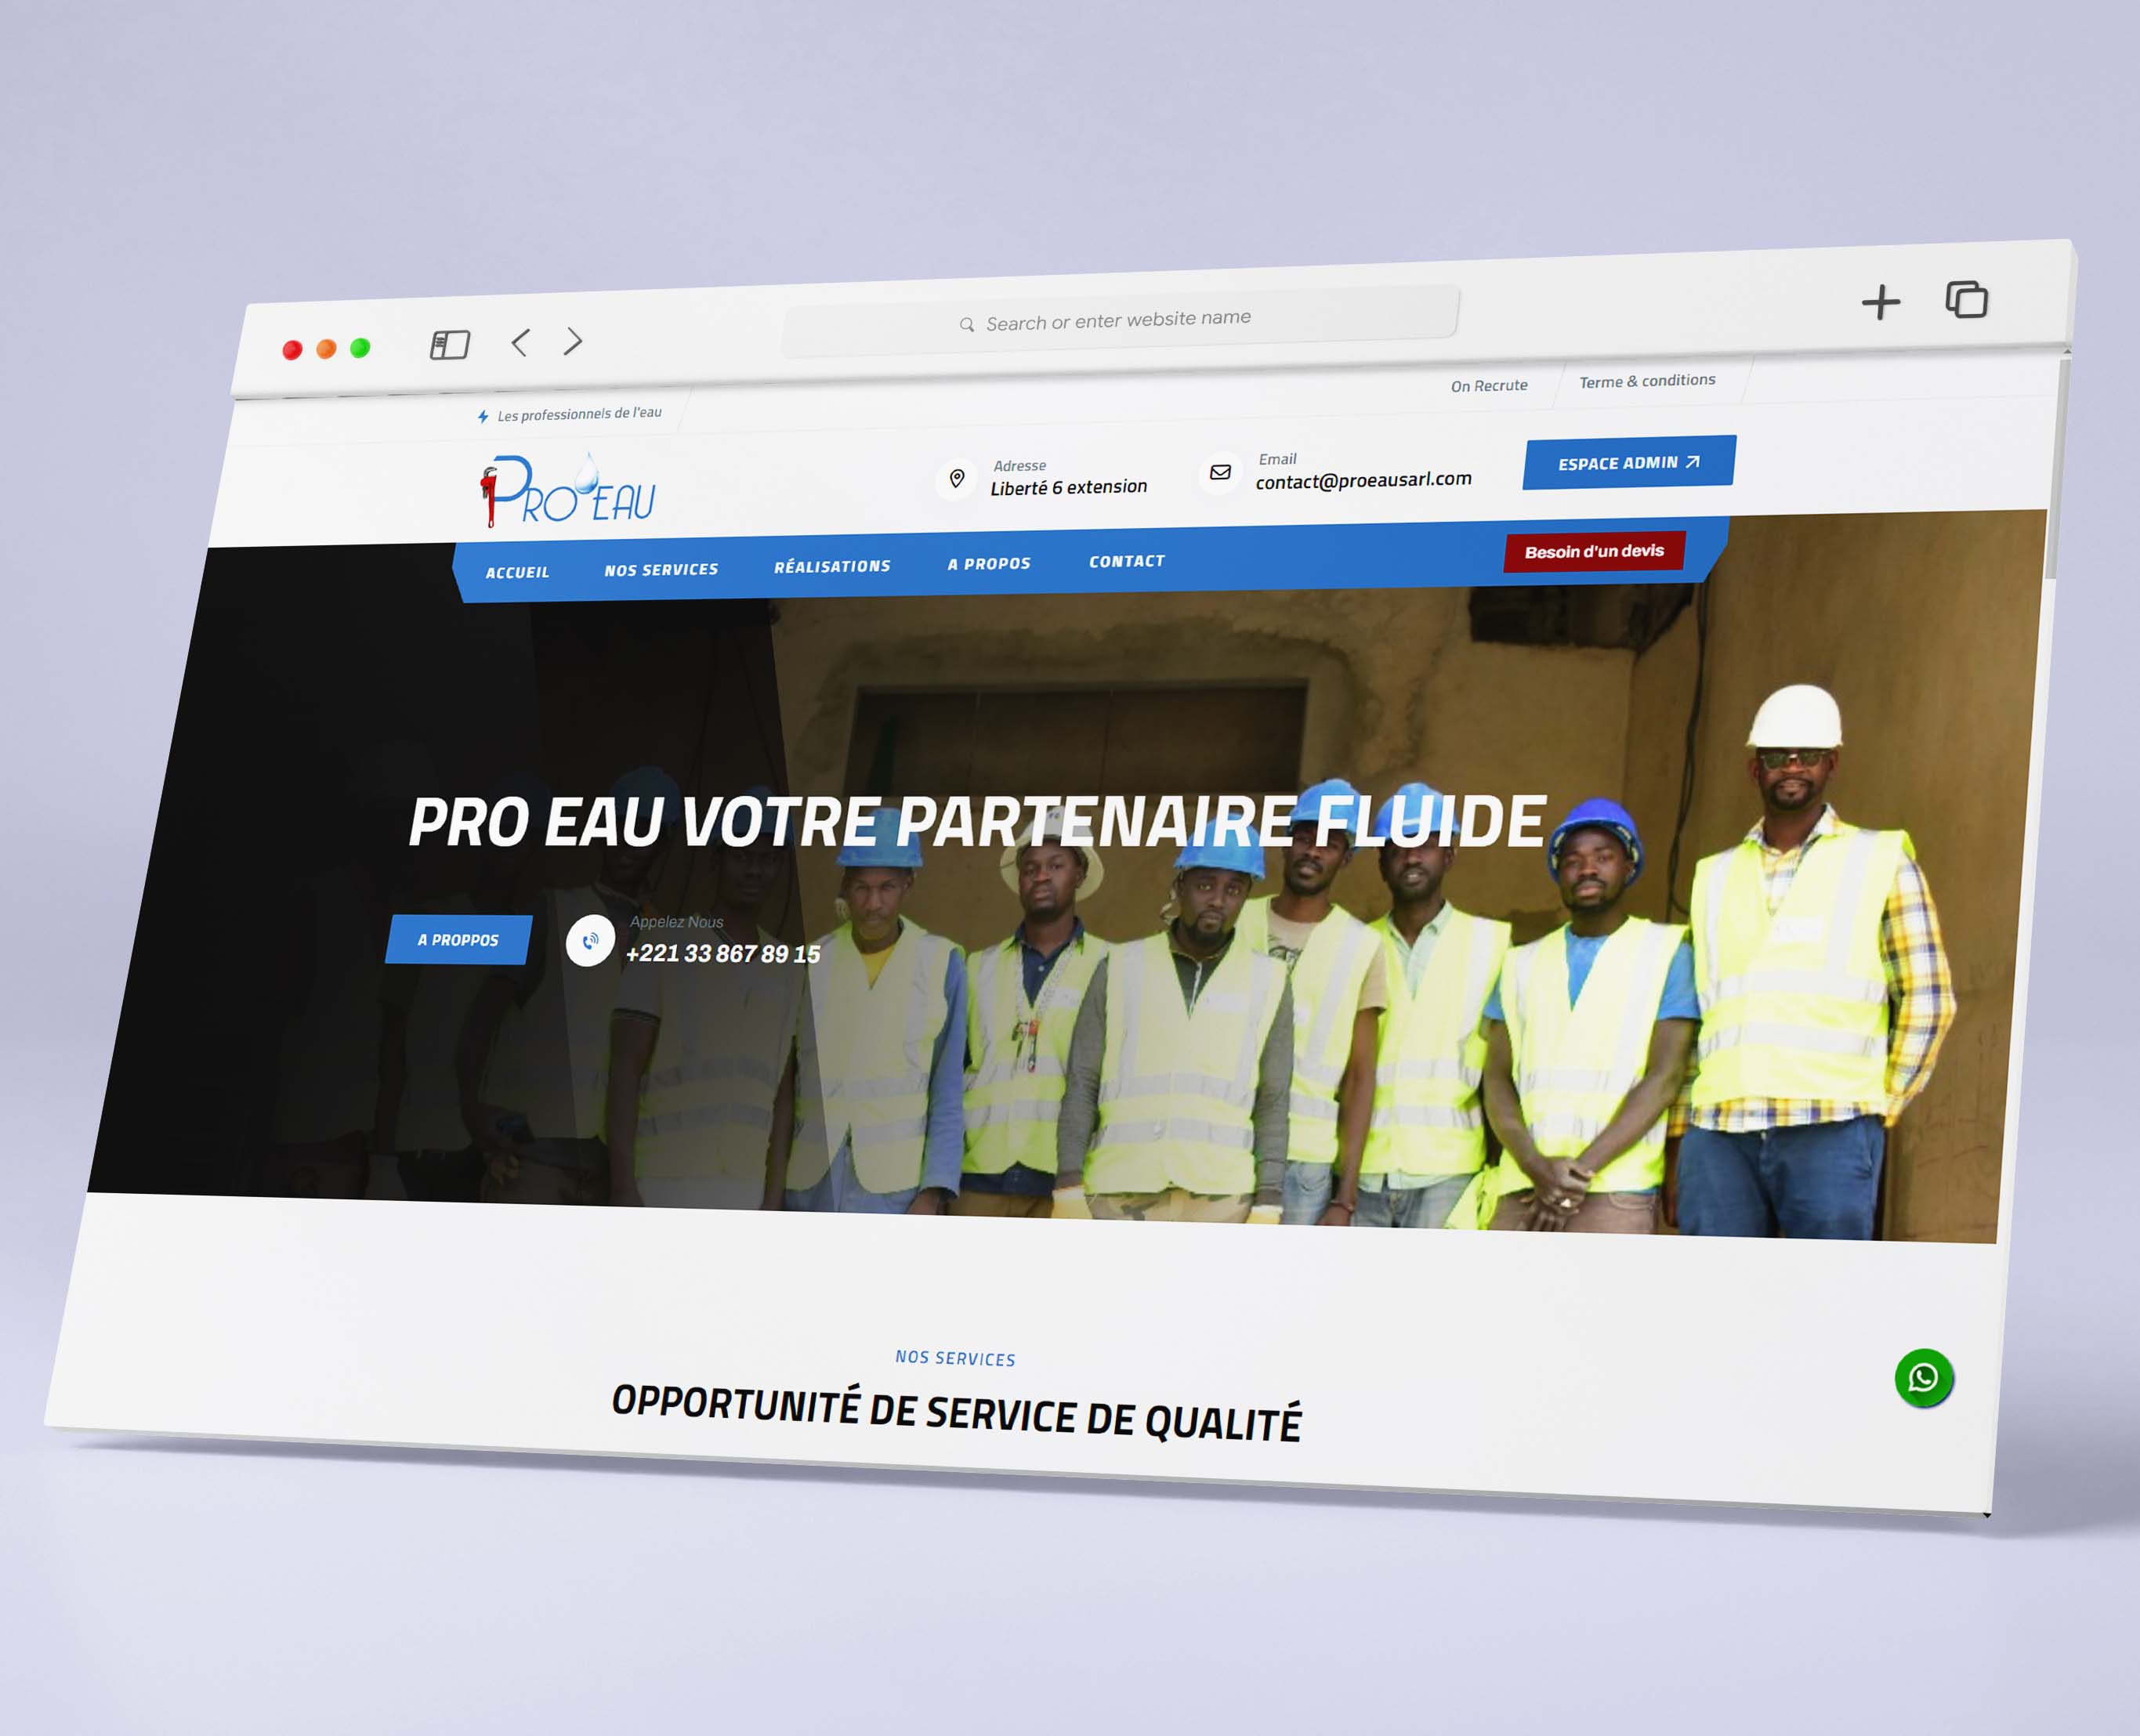 Search or enter website name
Les professionnels de l'eau
On Recrute
Terme & conditions
PRO EAU
Adresse
Liberté 6 extension
Email
contact@proeausarl.com
ESPACE ADMIN
ACCUEIL
NOS SERVICES
RÉALISATIONS
A PROPOS
CONTACT
Besoin d'un devis
PRO EAU VOTRE PARTENAIRE FLUIDE
A PROPPOS
Appelez Nous
+221 33 867 89 15
NOS SERVICES
OPPORTUNITÉ DE SERVICE DE QUALITÉ